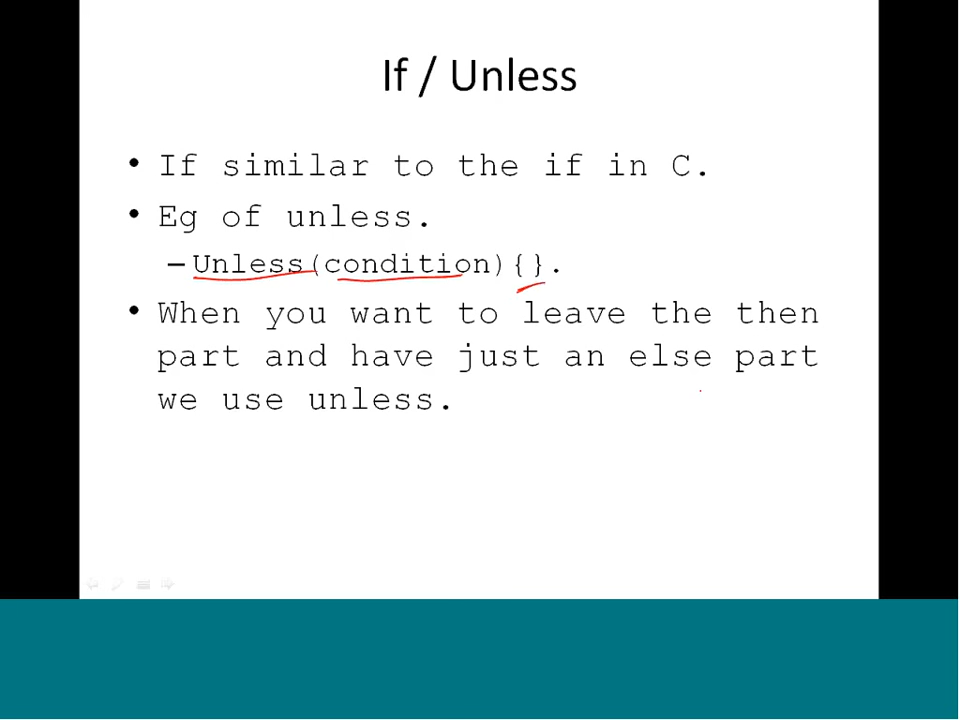 If / Unless
• If similar to the if in C.
• Eg of unless.
– Unless(condition){}.
• When you want to leave the then
part and have just an else part
we use unless.